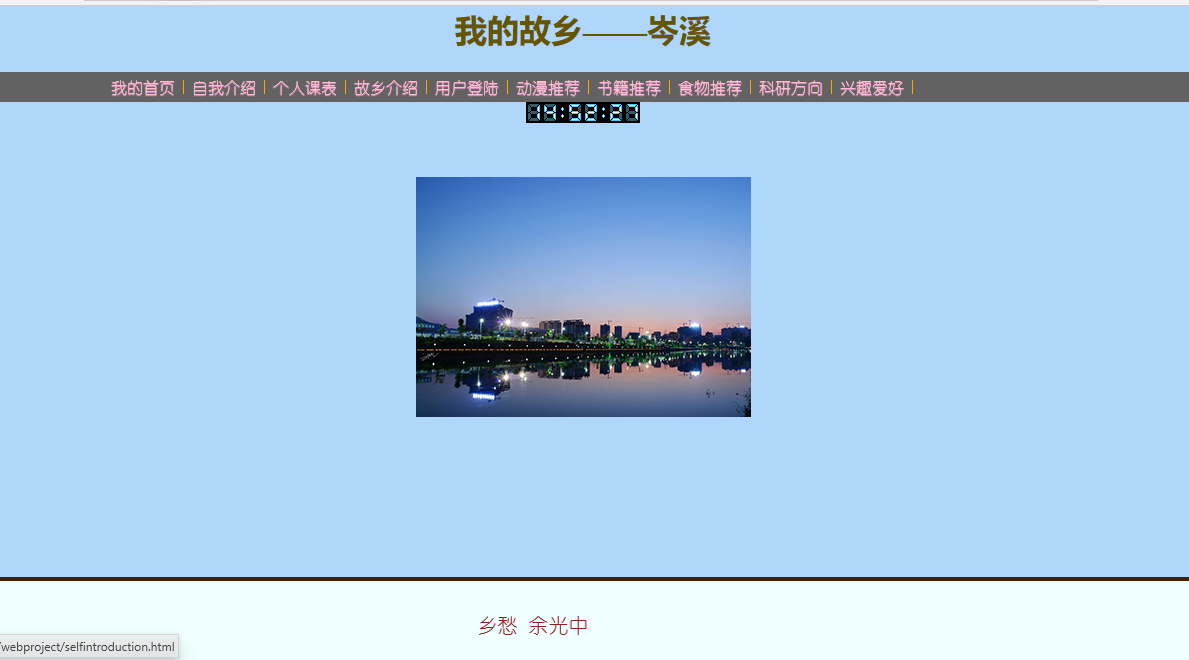 我的故乡——岑溪
我的首页 自我介绍 个人课表 故乡介绍 用户登陆 动漫推荐 书籍推荐 食物推荐 科研方向 兴趣爱好
乡愁 余光中
/webproject/selfintroduction.html